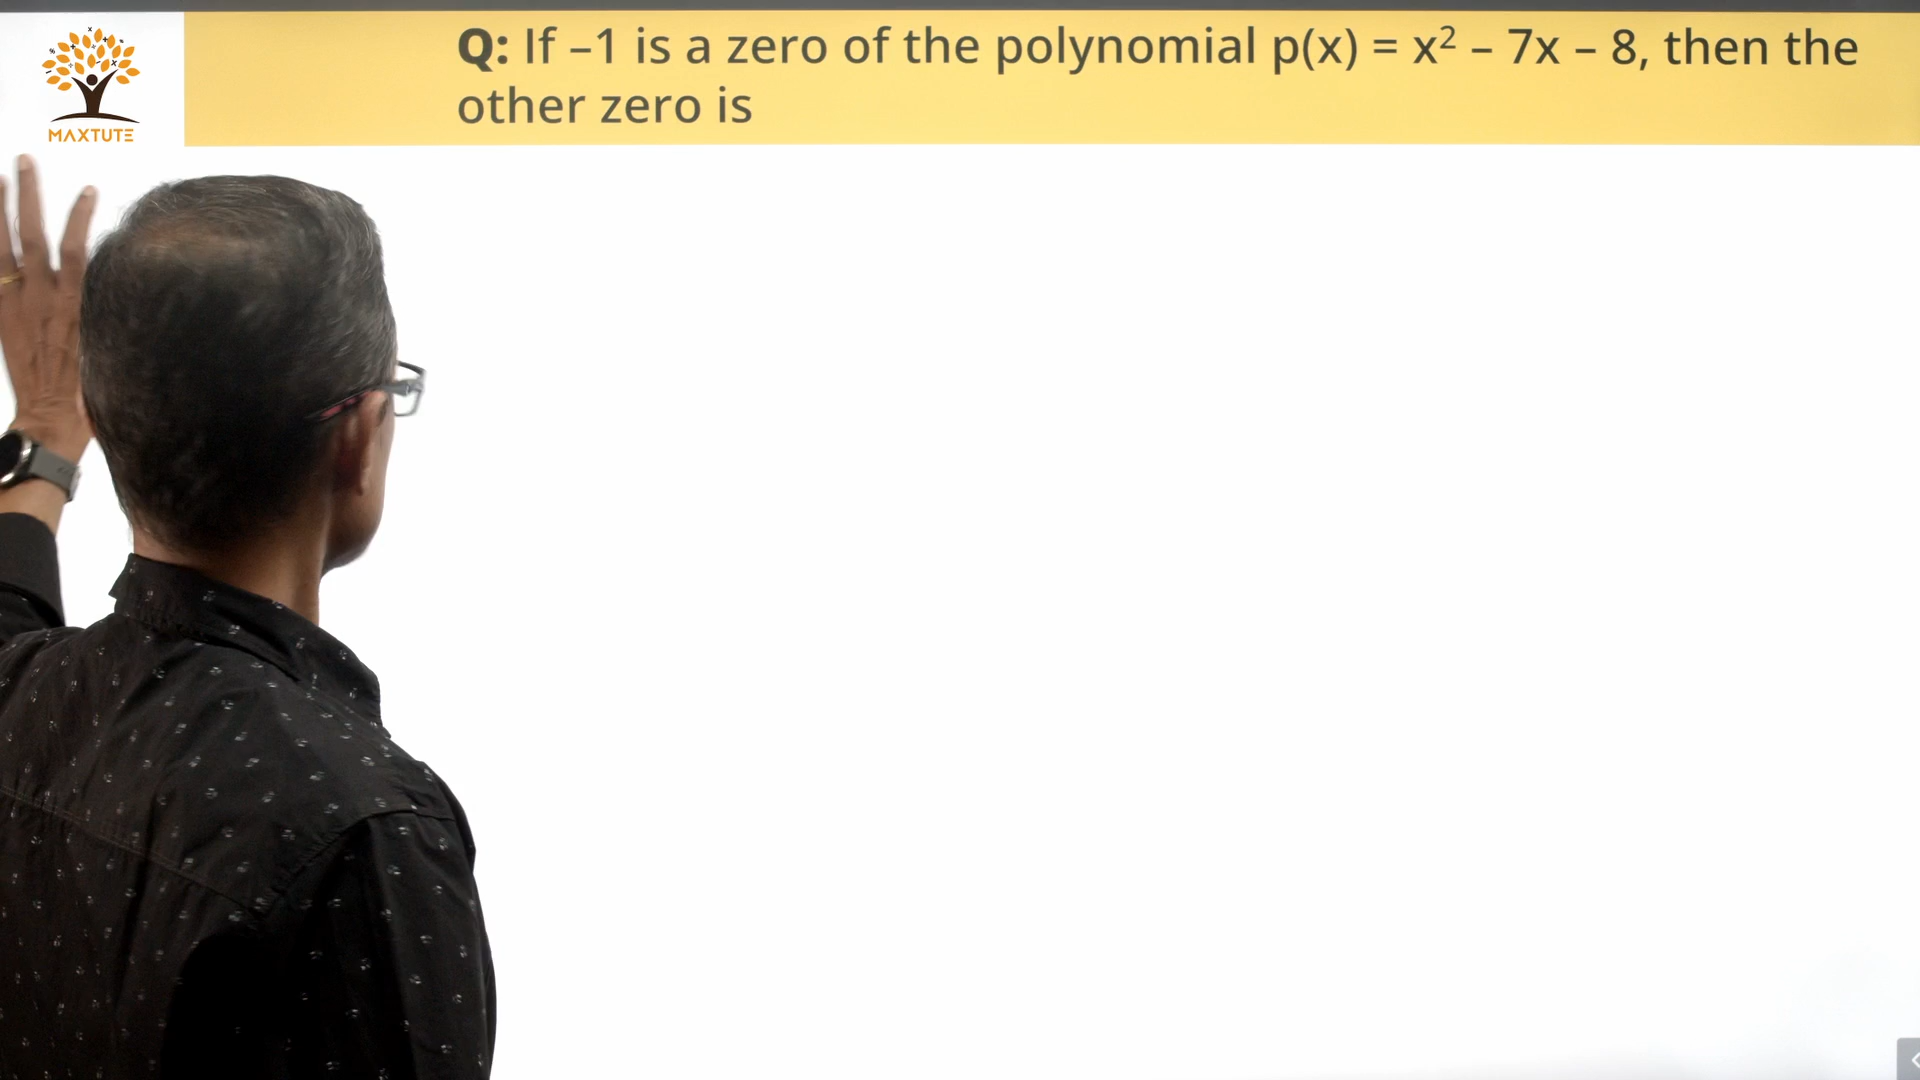 MAXTUTE
Q: If –1 is a zero of the polynomial p(x) = x² – 7x – 8, then the
other zero is